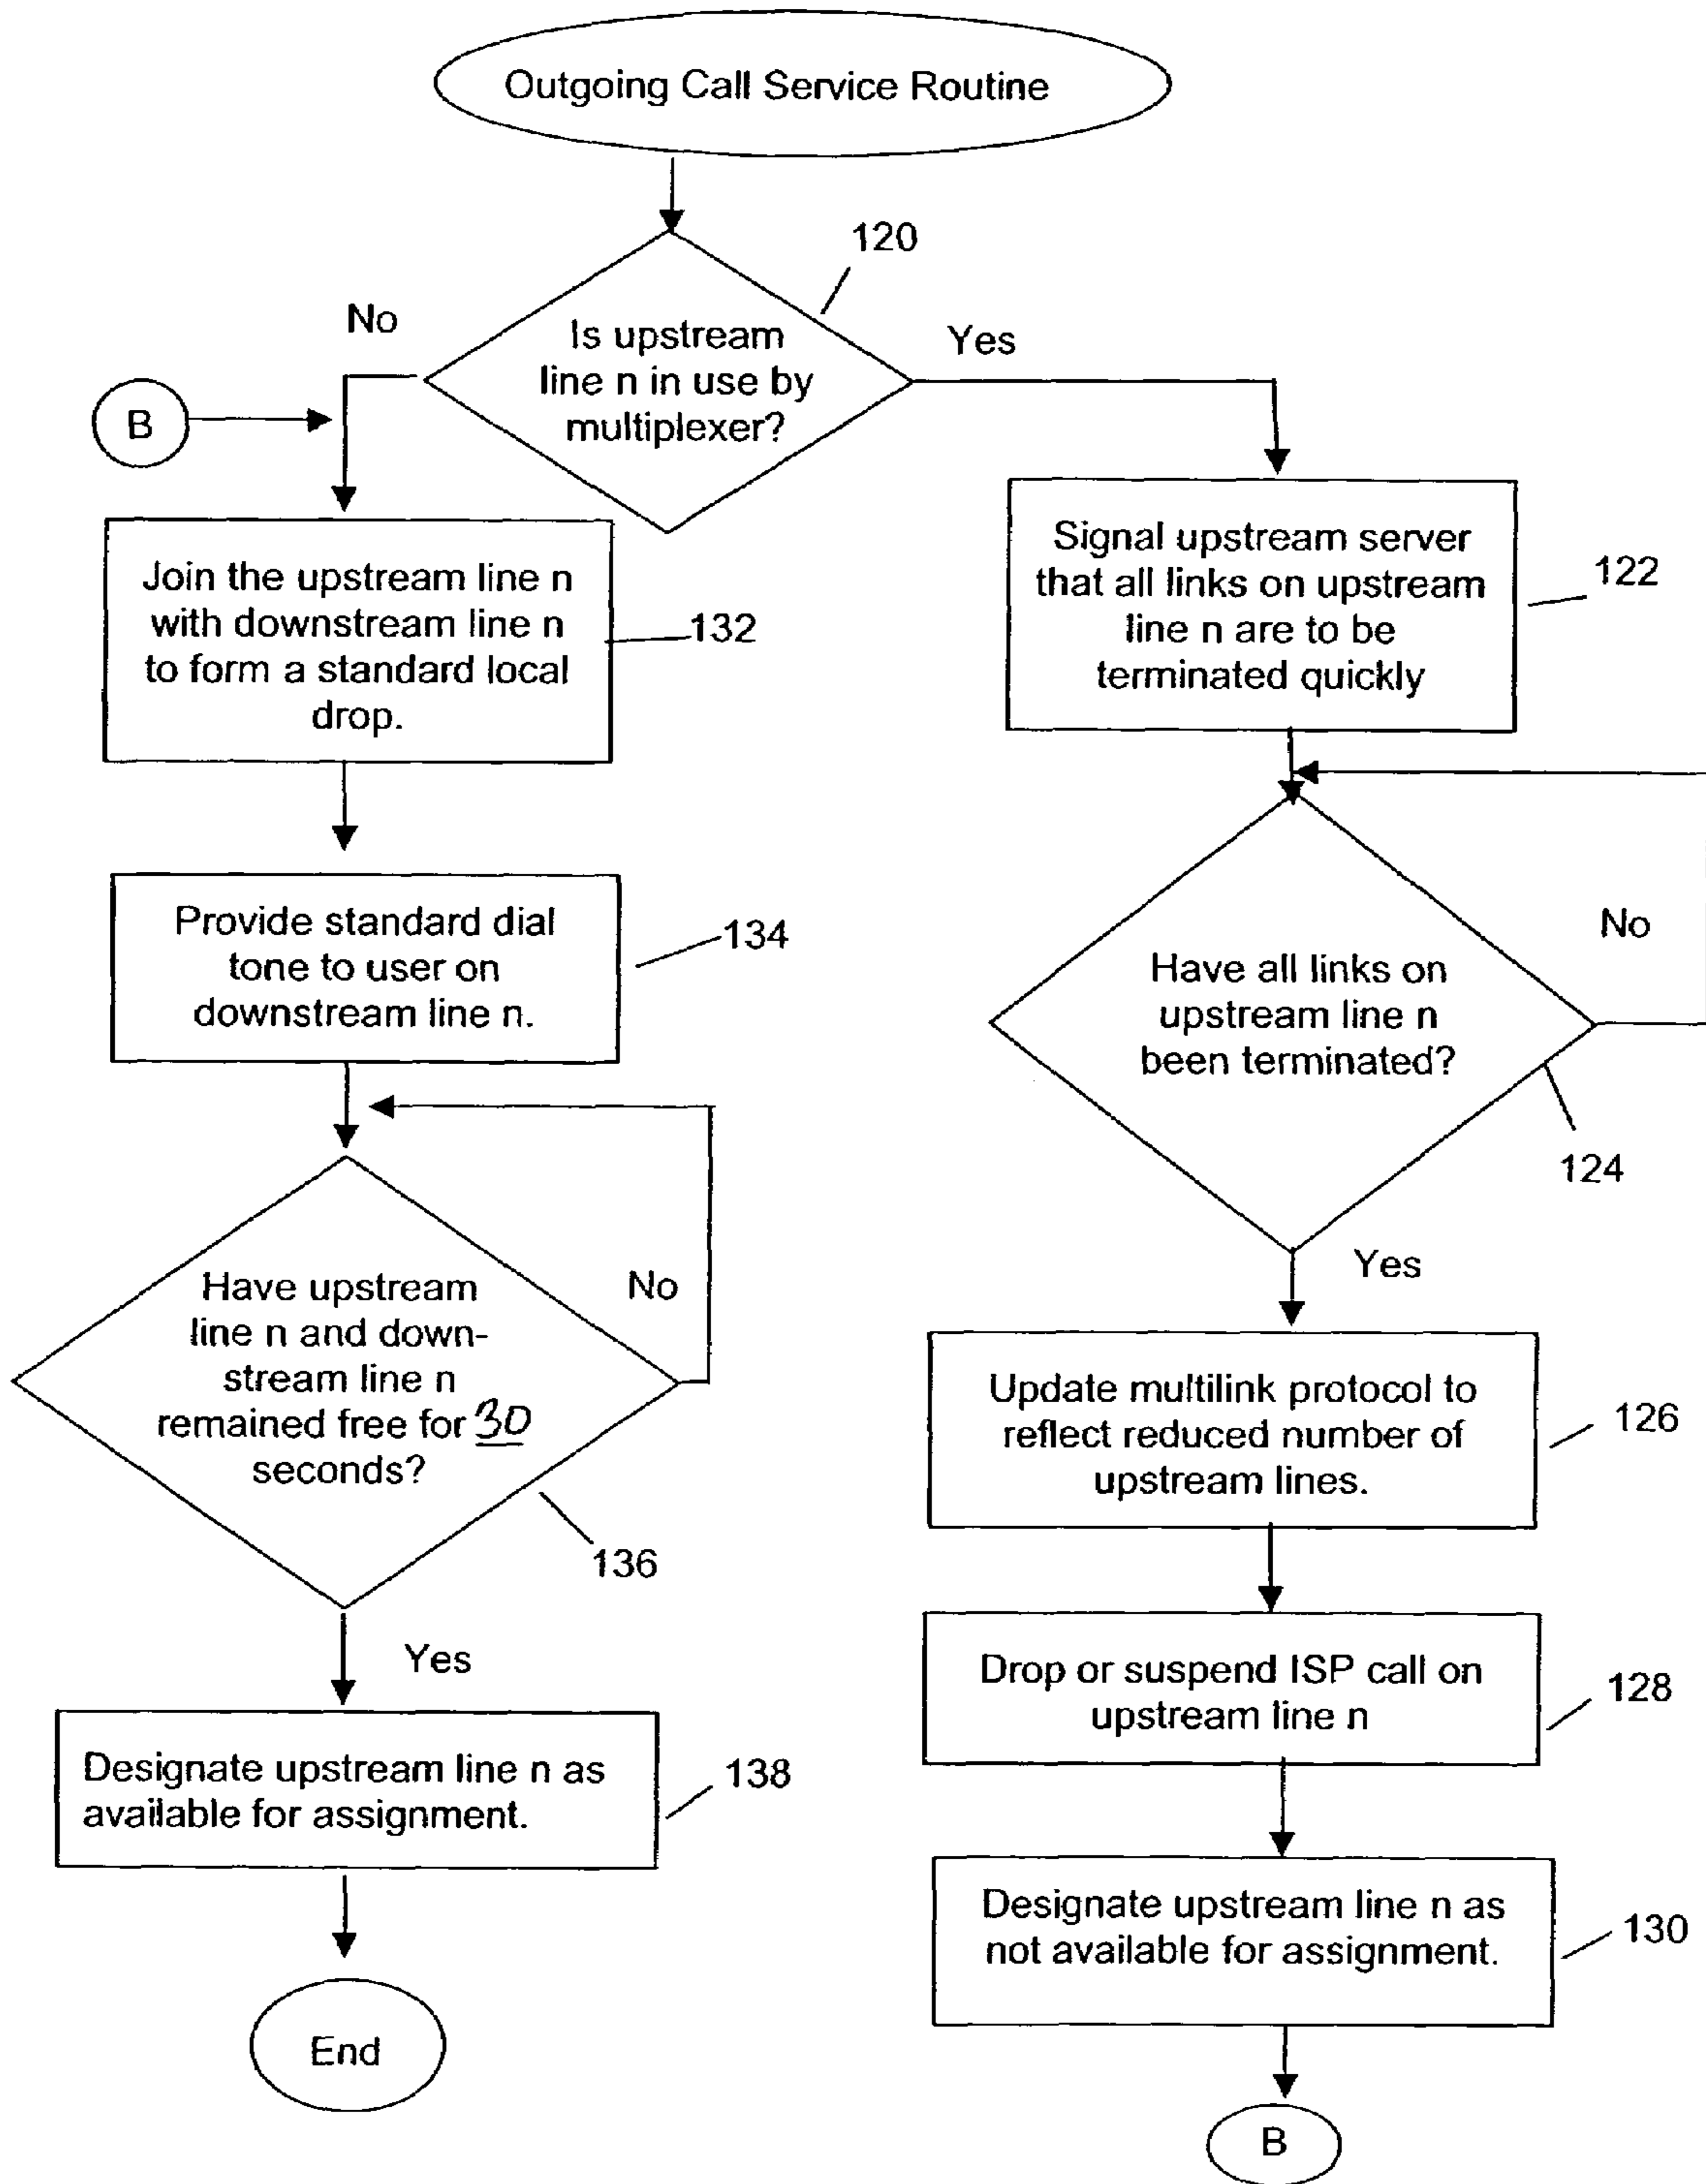 Outgoing Call Service Routine
120
No
Is upstream
line n in use by
multiplexer?
Yes
B
Join the upstream line n
with downstream line n
to form a standard local
drop.
132
Signal upstream server
that all links on upstream
line n are to be
terminated quickly
122
Provide standard dial
tone to user on
downstream line n.
134
Have all links on
upstream line n
been terminated?
No
124
Yes
Have upstream
line n and down-
stream line n
remained free for 30
seconds?
No
136
Yes
Update multilink protocol to
reflect reduced number of
upstream lines.
126
Drop or suspend ISP call on
upstream line n
128
Designate upstream line n as
available for assignment.
138
Designate upstream line n as
not available for assignment.
130
End
B